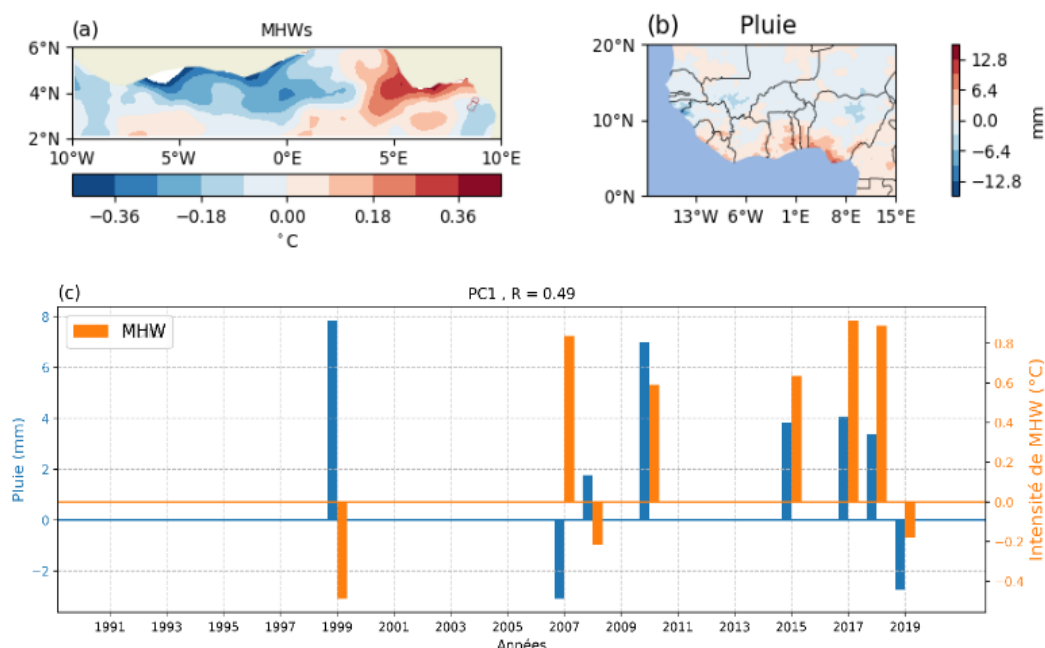 (a) MHWs
6°N
4°N
2°N
10°W 5°W 0°E 5°E 10°E
−0.36 −0.18 0.00 0.18 0.36
°C
(b) Pluie
20°N
10°N
0°N
13°W 6°W 1°E 8°E 15°E
12.8
6.4
0.0
−6.4
−12.8
mm
(c) PC1 , R = 0.49
MHW
8
6
4
2
0
−2
Pluie (mm)
0.8
0.6
0.4
0.2
0.0
−0.2
−0.4
Intensité de MHW (°C)
1991 1993 1995 1997 1999 2001 2003 2005 2007 2009 2011 2013 2015 2017 2019
Années